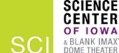 SCI
SCIENCE
CENTER
OF IOWA
& BLANK IMAX
DOME THEATER